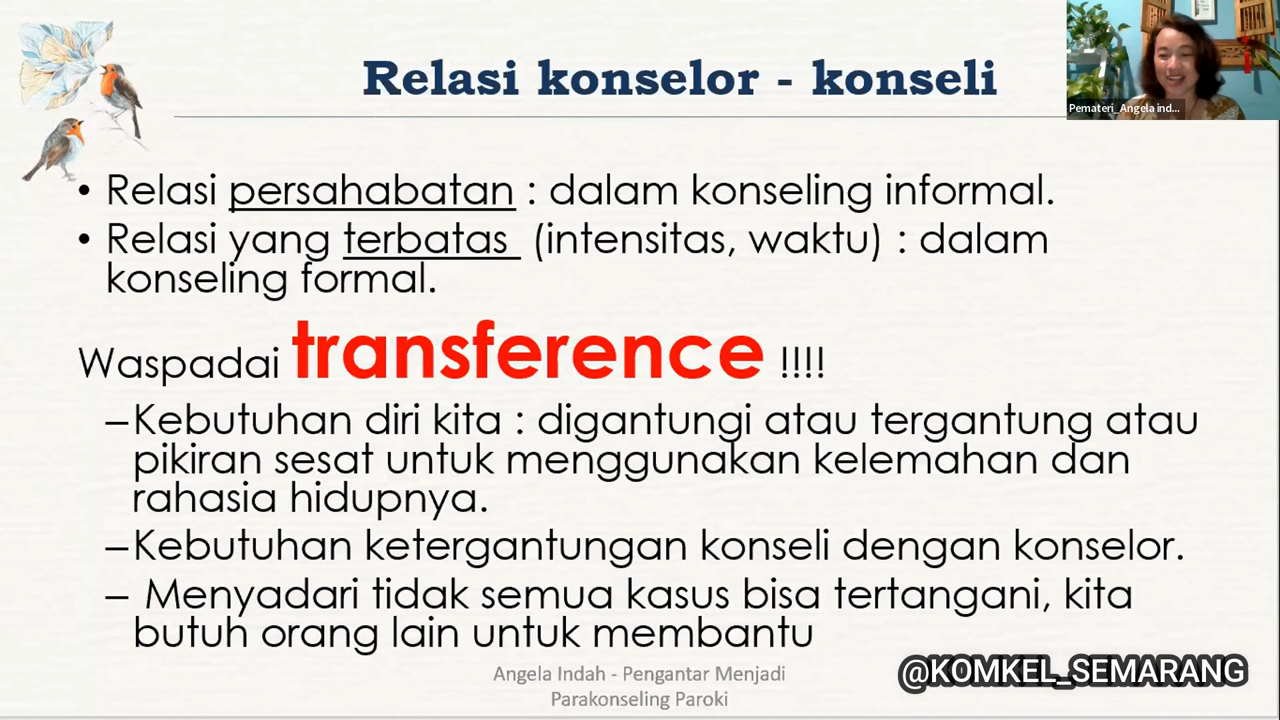 Relasi konselor - konseli
Pemateri_Angela ind...
• Relasi persahabatan : dalam konseling informal.
• Relasi yang terbatas (intensitas, waktu) : dalam
konseling formal.
Waspadai transference !!!!
–Kebutuhan diri kita : digantungi atau tergantung atau
pikiran sesat untuk menggunakan kelemahan dan
rahasia hidupnya.
–Kebutuhan ketergantungan konseli dengan konselor.
– Menyadari tidak semua kasus bisa tertangani, kita
butuh orang lain untuk membantu
Angela Indah - Pengantar Menjadi
Parakonseling Paroki
@KOMKEL_SEMARANG